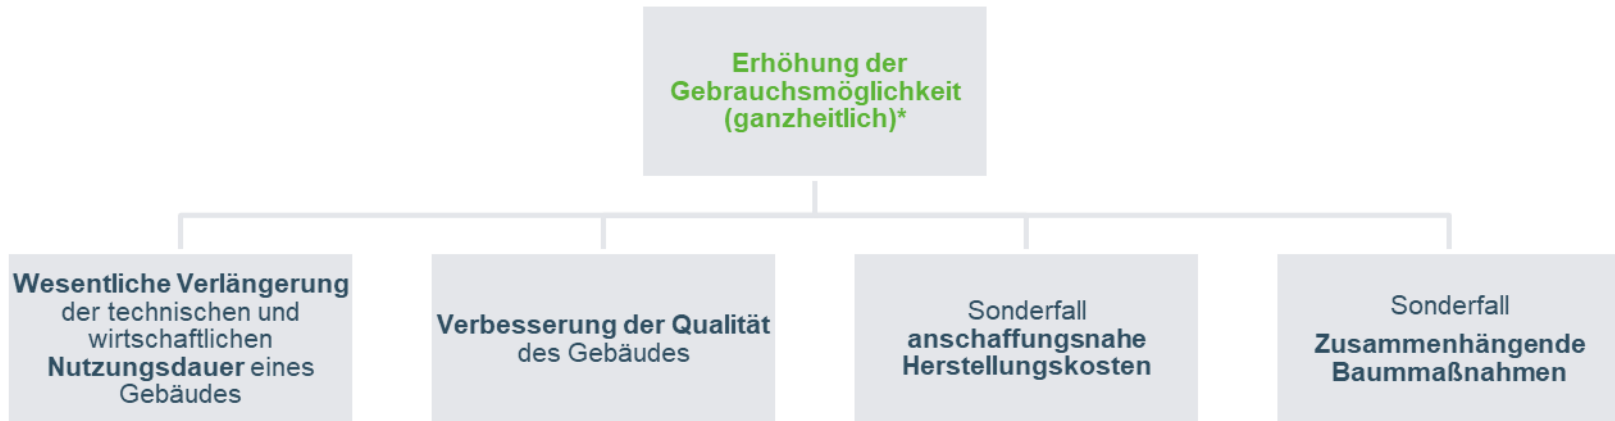 Erhöhung der
Gebrauchsmöglichkeit
(ganzheitlich)*
Wesentliche Verlängerung
der technischen und
wirtschaftlichen
Nutzungsdauer eines
Gebäudes
Verbesserung der Qualität
des Gebäudes
Sonderfall
anschaffungsnahe
Herstellungskosten
Sonderfall
Zusammenhängende
Baummaßnahmen